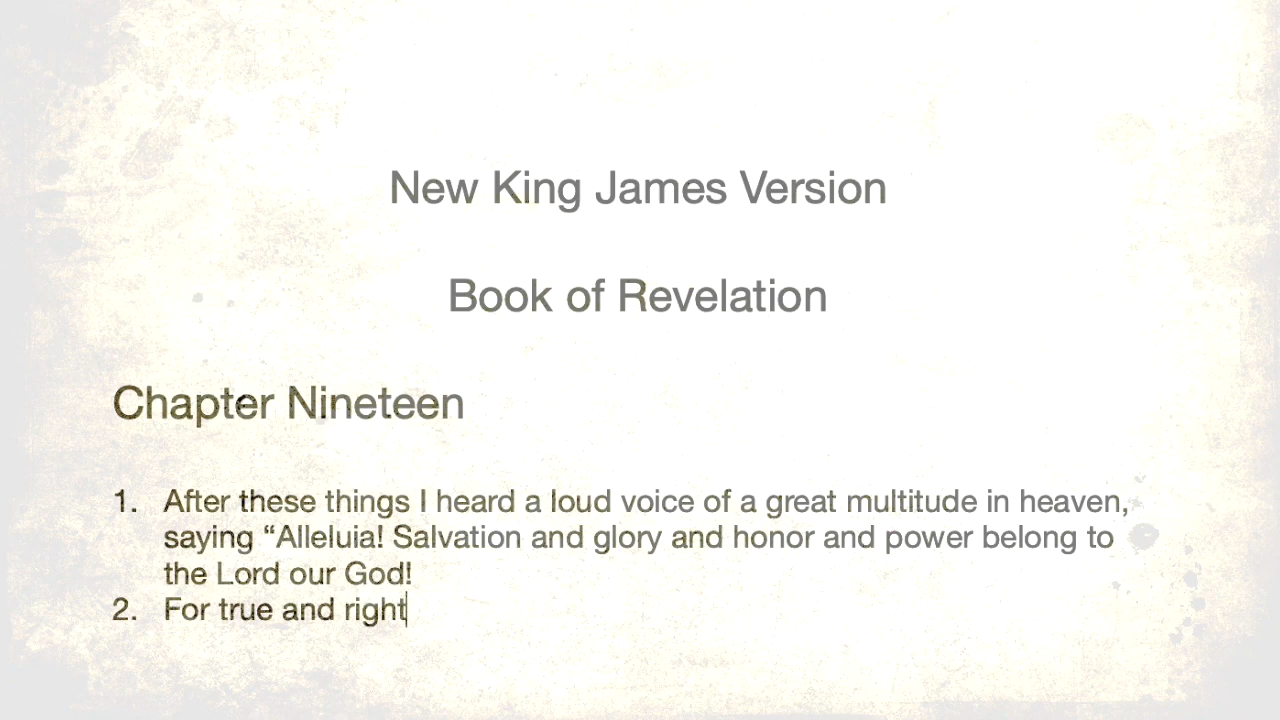 New King James Version
Book of Revelation
Chapter Nineteen
1. After these things I heard a loud voice of a great multitude in heaven,
saying “Alleluia! Salvation and glory and honor and power belong to
the Lord our God!
2. For true and right